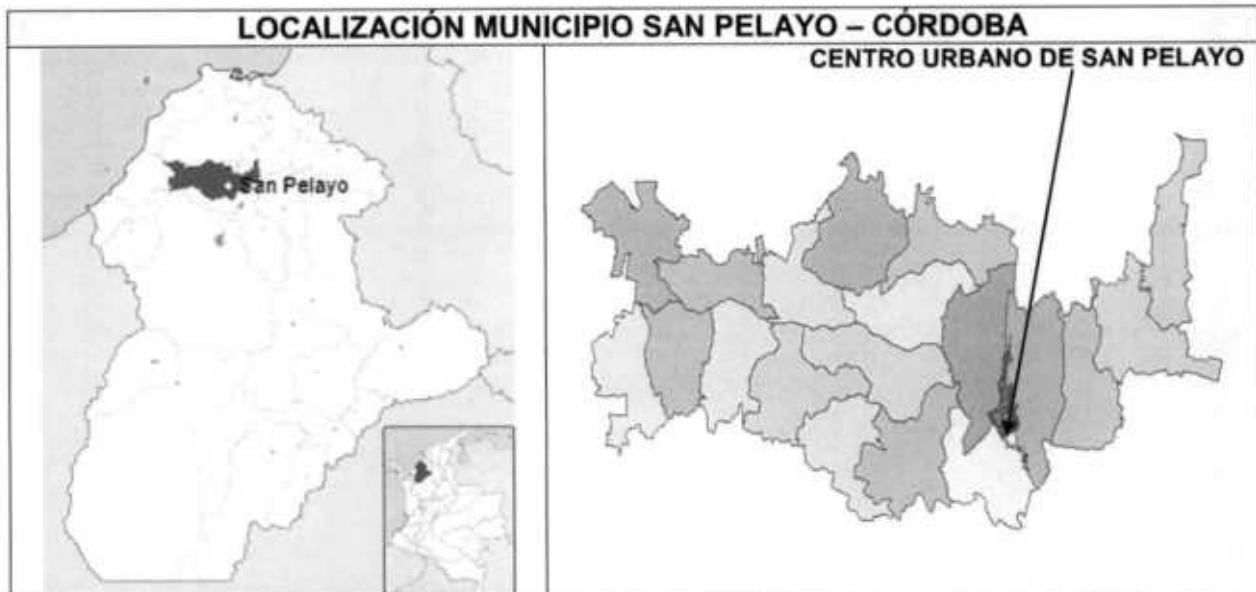 LOCALIZACIÓN MUNICIPIO SAN PELAYO – CÓRDOBA
CENTRO URBANO DE SAN PELAYO
San Pelayo